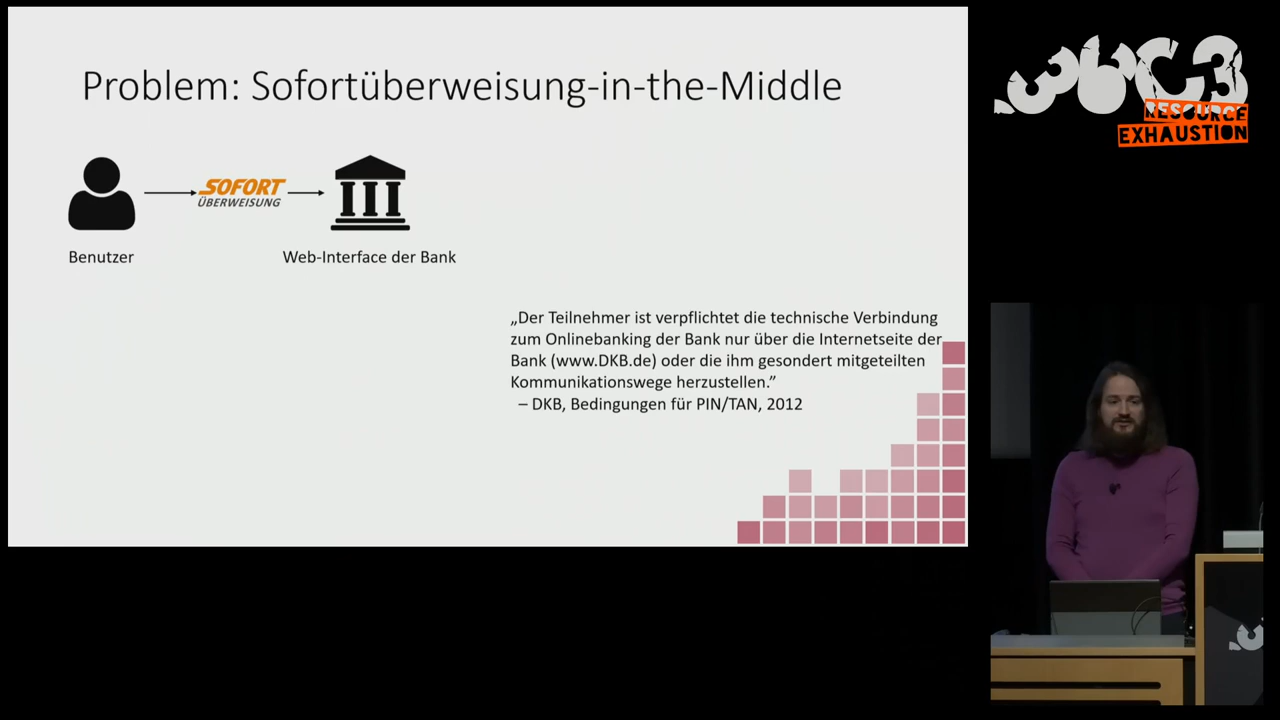 Problem: Sofortüberweisung-in-the-Middle
SOFORT
ÜBERWEISUNG
Benutzer
Web-Interface der Bank
„Der Teilnehmer ist verpflichtet die technische Verbindung
zum Onlinebanking der Bank nur über die Internetseite der
Bank (www.DKB.de) oder die ihm gesondert mitgeteilten
Kommunikationswege herzustellen.”
– DKB, Bedingungen für PIN/TAN, 2012
36C3
RESOURCE
EXHAUSTION